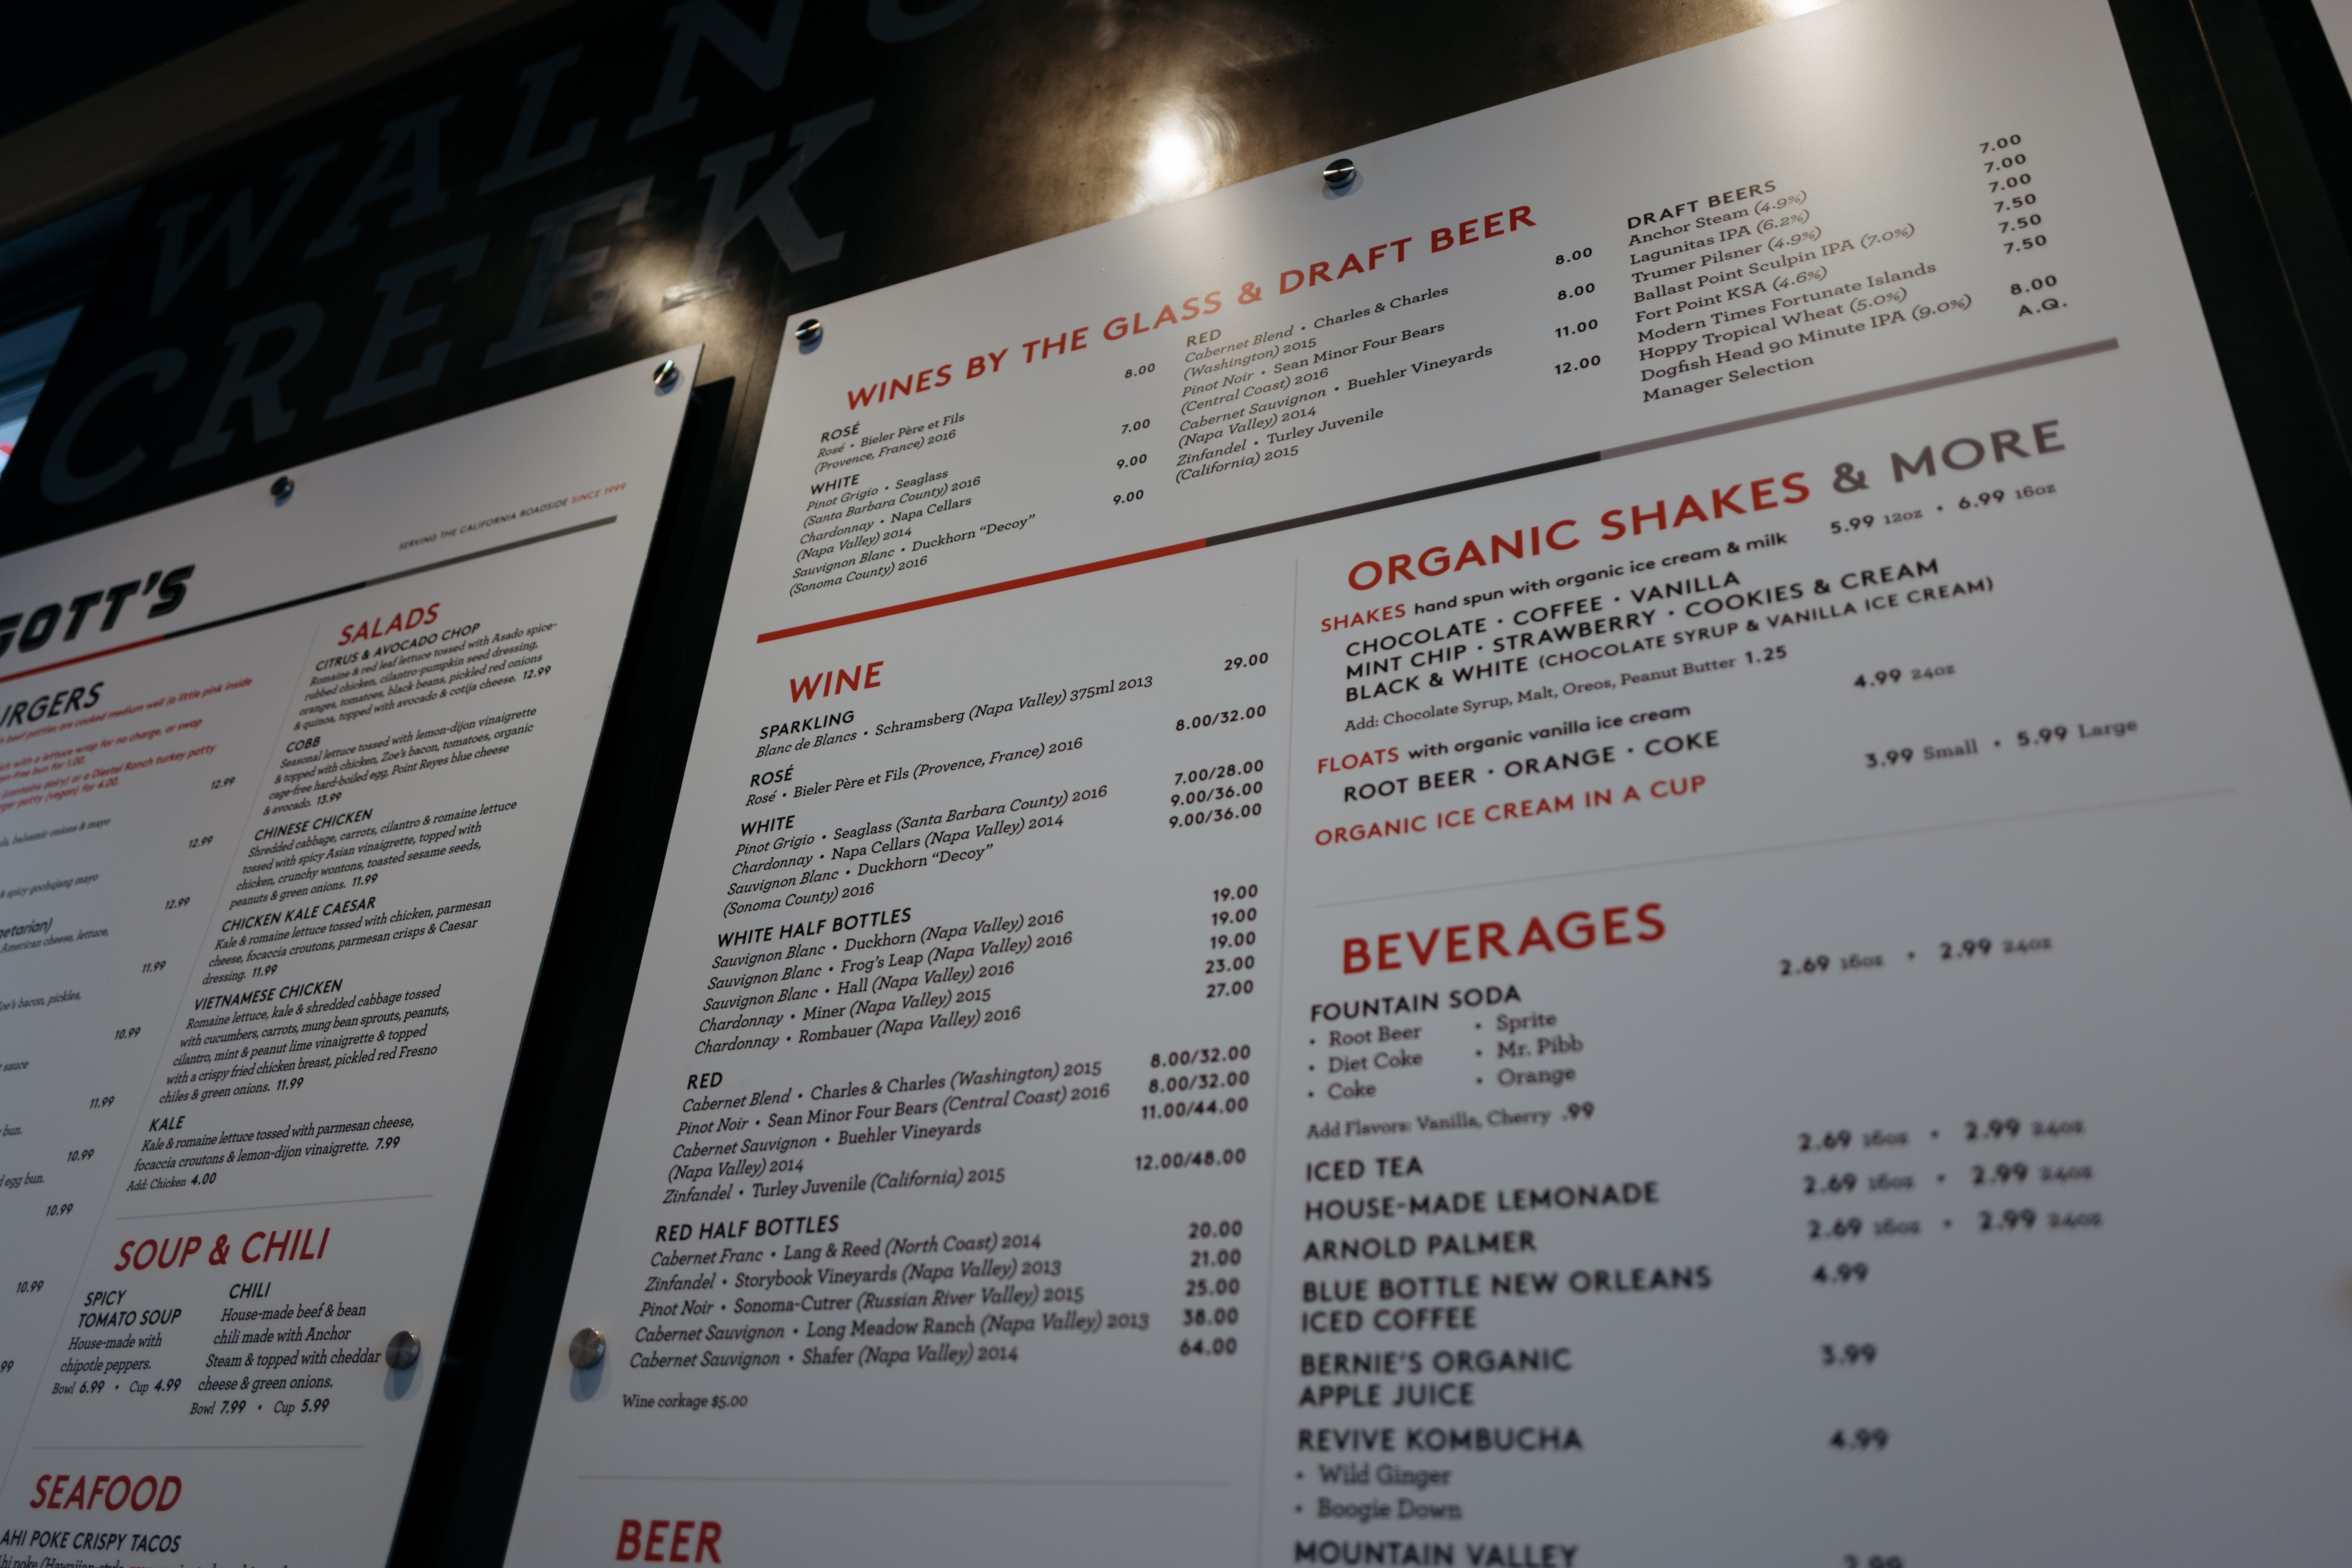 WALNU
CREEK
GOTT'S
SERVING THE CALIFORNIA ROADSIDE SINCE 1999
URGERS
beef patties are cooked medium well (a little pink inside
with a lettuce wrap for no charge, or swap
bun for 1.00.
(contains dairy) or a Diestel Ranch turkey patty
patty (vegan) for 4.00.
12.99
balsamic onions & mayo
12.99
& spicy gochujang mayo
12.99
etarian)
American cheese, lettuce,
11.99
bacon, pickles,
10.99
sauce
11.99
bun.
10.99
egg bun.
10.99
10.99
99
SALADS
CITRUS & AVOCADO CHOP
Romaine & red leaf lettuce tossed with Asado spice-
rubbed chicken, cilantro-pumpkin seed dressing,
oranges, tomatoes, black beans, pickled red onions
& quinoa, topped with avocado & cotija cheese. 12.99
COBB
Seasonal lettuce tossed with lemon-dijon vinaigrette
& topped with chicken, Zoe's bacon, tomatoes, organic
cage-free hard-boiled egg, Point Reyes blue cheese
& avocado. 13.99
CHINESE CHICKEN
Shredded cabbage, carrots, cilantro & romaine lettuce
tossed with spicy Asian vinaigrette, topped with
chicken, crunchy wontons, toasted sesame seeds,
peanuts & green onions. 11.99
CHICKEN KALE CAESAR
Kale & romaine lettuce tossed with chicken, parmesan
cheese, focaccia croutons, parmesan crisps & Caesar
dressing. 11.99
VIETNAMESE CHICKEN
Romaine lettuce, kale & shredded cabbage tossed
with cucumbers, carrots, mung bean sprouts, peanuts,
cilantro, mint & peanut lime vinaigrette & topped
with a crispy fried chicken breast, pickled red Fresno
chiles & green onions. 11.99
KALE
Kale & romaine lettuce tossed with parmesan cheese,
focaccia croutons & lemon-dijon vinaigrette. 7.99
Add: Chicken 4.00
SOUP & CHILI
SPICY
TOMATO SOUP
House-made with
chipotle peppers.
Bowl 6.99 • Cup 4.99
CHILI
House-made beef & bean
chili made with Anchor
Steam & topped with cheddar
cheese & green onions.
Bowl 7.99 • Cup 5.99
SEAFOOD
AHI POKE CRISPY TACOS
WINES BY THE GLASS & DRAFT BEER
ROSÉ
Rosé • Bieler Père et Fils 8.00
(Provence, France) 2016
WHITE
Pinot Grigio • Seaglass 7.00
(Santa Barbara County) 2016
Chardonnay • Napa Cellars 9.00
(Napa Valley) 2014
Sauvignon Blanc • Duckhorn “Decoy” 9.00
(Sonoma County) 2016
RED
Cabernet Blend • Charles & Charles 8.00
(Washington) 2015
Pinot Noir • Sean Minor Four Bears 8.00
(Central Coast) 2016
Cabernet Sauvignon • Buehler Vineyards 11.00
(Napa Valley) 2014
Zinfandel • Turley Juvenile 12.00
(California) 2015
DRAFT BEERS
Anchor Steam (4.9%) 7.00
Lagunitas IPA (6.2%) 7.00
Trumer Pilsner (4.9%) 7.00
Ballast Point Sculpin IPA (7.0%) 7.50
Fort Point KSA (4.6%) 7.50
Modern Times Fortunate Islands 7.50
Hoppy Tropical Wheat (5.0%)
Dogfish Head 90 Minute IPA (9.0%) 8.00
Manager Selection A.Q.
WINE
SPARKLING
Blanc de Blancs • Schramsberg (Napa Valley) 375ml 2013 29.00
ROSÉ
Rosé • Bieler Père et Fils (Provence, France) 2016 8.00/32.00
WHITE
Pinot Grigio • Seaglass (Santa Barbara County) 2016 7.00/28.00
Chardonnay • Napa Cellars (Napa Valley) 2014 9.00/36.00
Sauvignon Blanc • Duckhorn “Decoy” 9.00/36.00
(Sonoma County) 2016
WHITE HALF BOTTLES
Sauvignon Blanc • Duckhorn (Napa Valley) 2016 19.00
Sauvignon Blanc • Frog's Leap (Napa Valley) 2016 19.00
Sauvignon Blanc • Hall (Napa Valley) 2016 19.00
Chardonnay • Miner (Napa Valley) 2015 23.00
Chardonnay • Rombauer (Napa Valley) 2016 27.00
RED
Cabernet Blend • Charles & Charles (Washington) 2015 8.00/32.00
Pinot Noir • Sean Minor Four Bears (Central Coast) 2016 8.00/32.00
Cabernet Sauvignon • Buehler Vineyards 11.00/44.00
(Napa Valley) 2014
Zinfandel • Turley Juvenile (California) 2015 12.00/48.00
RED HALF BOTTLES
Cabernet Franc • Lang & Reed (North Coast) 2014 20.00
Zinfandel • Storybook Vineyards (Napa Valley) 2013 21.00
Pinot Noir • Sonoma-Cutrer (Russian River Valley) 2015 25.00
Cabernet Sauvignon • Long Meadow Ranch (Napa Valley) 2013 38.00
Cabernet Sauvignon • Shafer (Napa Valley) 2014 64.00
Wine corkage $5.00
BEER
ORGANIC SHAKES & MORE
SHAKES hand spun with organic ice cream & milk 5.99 12oz • 6.99 16oz
CHOCOLATE · COFFEE · VANILLA
MINT CHIP · STRAWBERRY · COOKIES & CREAM
BLACK & WHITE (CHOCOLATE SYRUP & VANILLA ICE CREAM)
Add: Chocolate Syrup, Malt, Oreos, Peanut Butter 1.25
FLOATS with organic vanilla ice cream 4.99 24oz
ROOT BEER · ORANGE · COKE
ORGANIC ICE CREAM IN A CUP 3.99 Small • 5.99 Large
BEVERAGES
FOUNTAIN SODA 2.69 16oz • 2.99 24oz
• Root Beer • Sprite
• Diet Coke • Mr. Pibb
• Coke • Orange
Add Flavors: Vanilla, Cherry .99
ICED TEA 2.69 16oz • 2.99 24oz
HOUSE-MADE LEMONADE 2.69 16oz • 2.99 24oz
ARNOLD PALMER 2.69 16oz • 2.99 24oz
BLUE BOTTLE NEW ORLEANS 4.99
ICED COFFEE
BERNIE'S ORGANIC 3.99
APPLE JUICE
REVIVE KOMBUCHA 4.99
• Wild Ginger
• Boogie Down
MOUNTAIN VALLEY